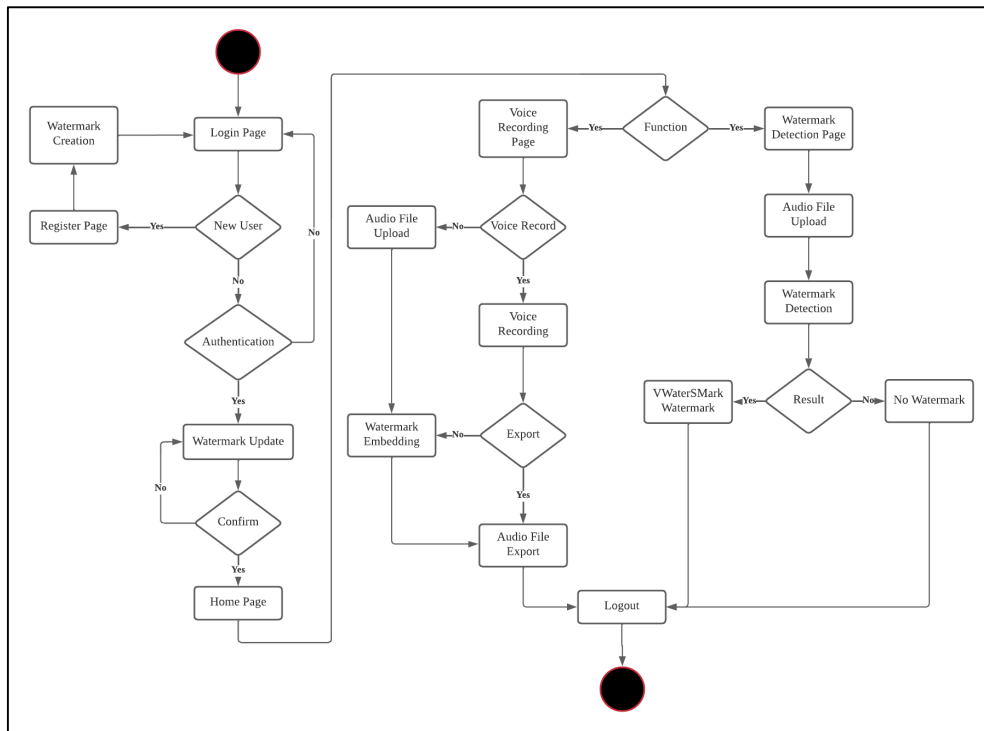 Login Page
Watermark
Creation
Register Page
Yes
New User
No
No
Authentication
Yes
Watermark Update
No
Confirm
Yes
Home Page
Function
Yes
Yes
Voice
Recording
Page
Voice Record
No
Audio File
Upload
Yes
Voice
Recording
Export
No
Watermark
Embedding
Yes
Audio File
Export
Watermark
Detection Page
Audio File
Upload
Watermark
Detection
Result
Yes
VWaterSMark
Watermark
No
No Watermark
Logout